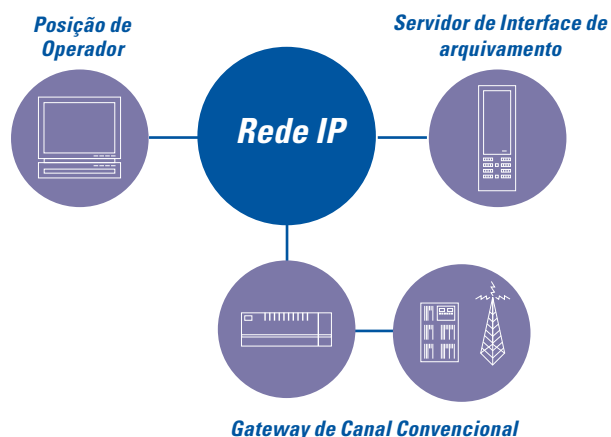 Posição de
Operador
Servidor de Interface de
arquivamento
Rede IP
Gateway de Canal Convencional